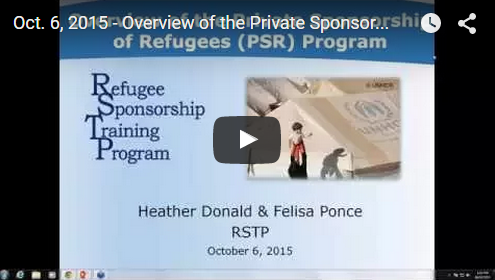 Oct. 6, 2015 - Overview of the Private Sponsor...
of Refugees (PSR) Program
Refugee
Sponsorship
Training
Program
UNHCR
Heather Donald & Felisa Ponce
RSTP
October 6, 2015